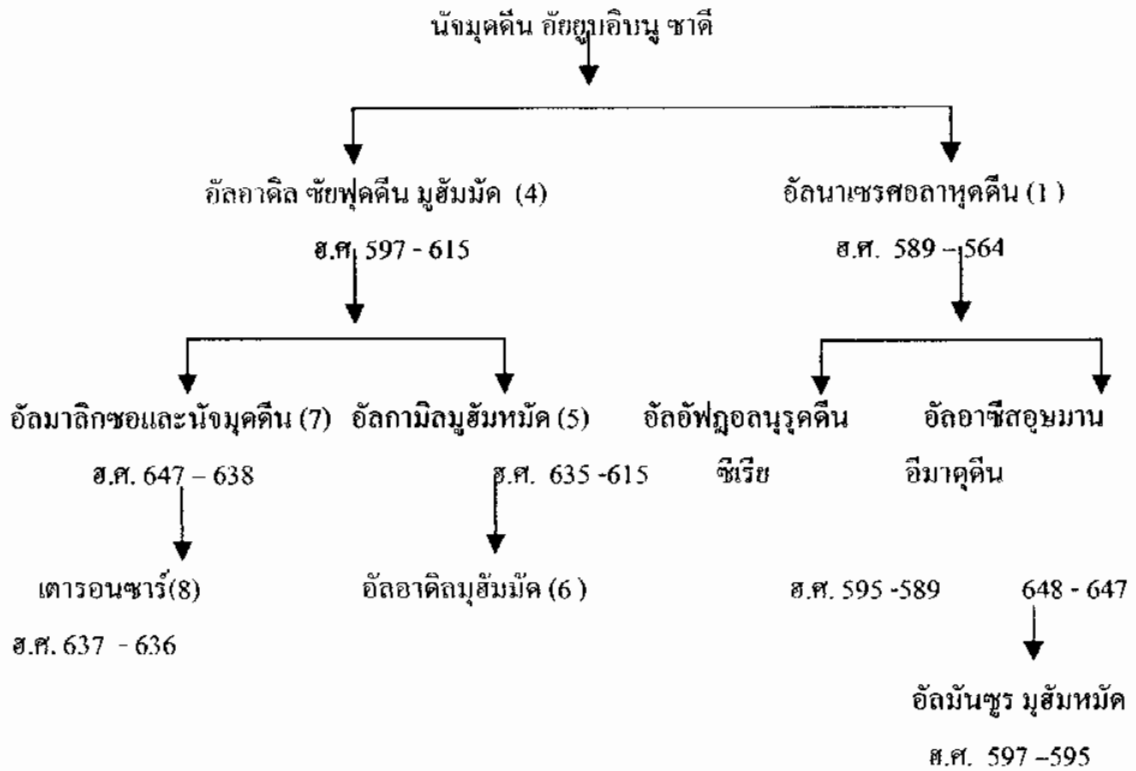 นัจมุดดีน อัยยูบอิบนู ซาดี
อัลอาดิล ซัยฟุดดีน มูฮัมมัด (4) อัลนาเซรศอลาหุดดีน (1 )
ฮ.ศ. 597 - 615 ฮ.ศ. 589 – 564
อัลมาลิกซอและนัจมุดดีน (7) อัลกามิลมูฮัมหมัด (5) อัลอัฟฎอลนุรุดดีน อัลอาซีสอุษมาน
ฮ.ศ. 647 – 638 ฮ.ศ. 635 -615 ซีเรีย อีมาดุดีน
เตารอนซาร์(8) อัลอาดิลมูฮัมมัด (6 ) ฮ.ศ. 595 -589 648 - 647
ฮ.ศ. 637 - 636
อัลมันซูร มูฮัมหมัด
ฮ.ศ. 597 –595